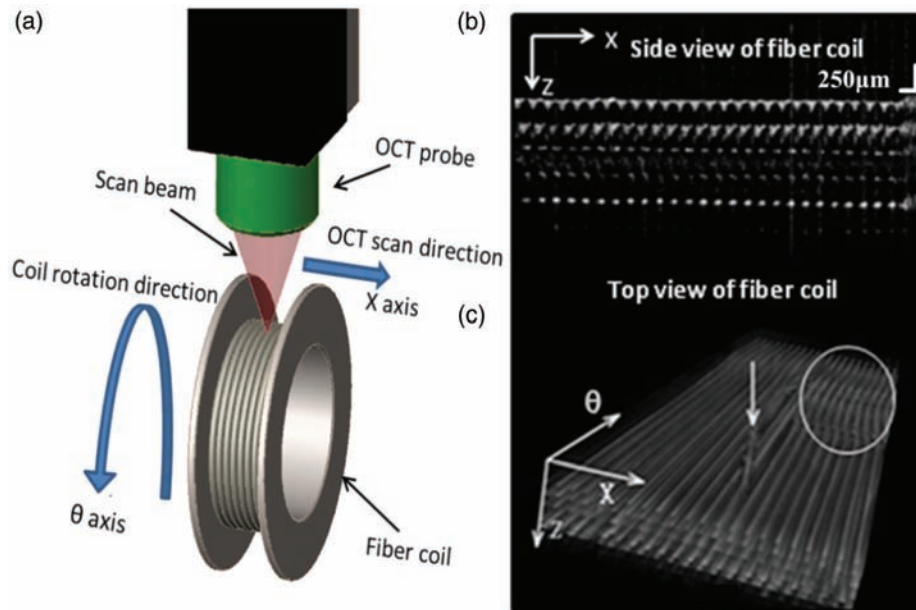 (a)
OCT probe
Scan beam
OCT scan direction
Coil rotation direction
X axis
θ axis
Fiber coil
(b)
X
Side view of fiber coil
Z
250μm
Top view of fiber coil
(c)
θ
X
Z